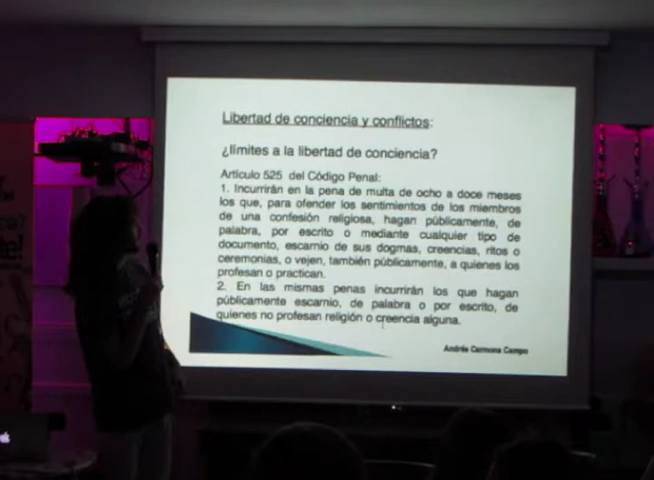 Libertad de conciencia y conflictos:
¿límites a la libertad de conciencia?
Artículo 525 del Código Penal:
1. Incurrirán en la pena de multa de ocho a doce meses
los que, para ofender los sentimientos de los miembros
de una confesión religiosa, hagan públicamente, de
palabra, por escrito o mediante cualquier tipo de
documento, escarnio de sus dogmas, creencias, ritos o
ceremonias, o vejen, también públicamente, a quienes los
profesan o practican.
2. En las mismas penas incurrirán los que hagan
públicamente escarnio, de palabra o por escrito, de
quienes no profesan religión o creencia alguna.
Andrés Carmona Campo